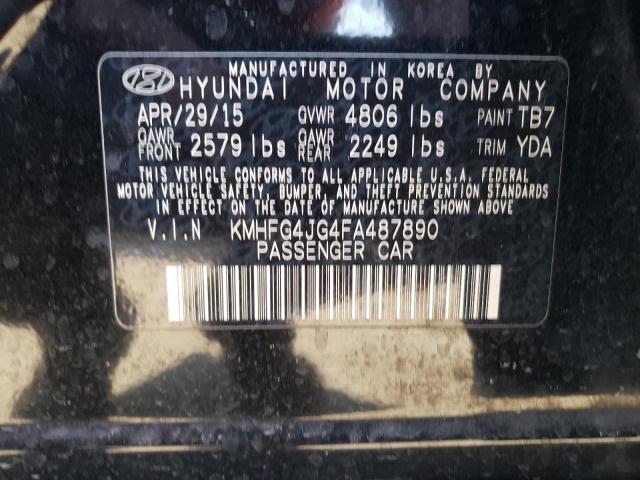 MANUFACTURED IN KOREA BY
HYUNDAI MOTOR COMPANY
APR/29/15 GVWR 4806 lbs PAINT TB7
GAWR FRONT 2579 lbs GAWR REAR 2249 lbs TRIM YDA
THIS VEHICLE CONFORMS TO ALL APPLICABLE U.S.A. FEDERAL
MOTOR VEHICLE SAFETY, BUMPER, AND THEFT PREVENTION STANDARDS
IN EFFECT ON THE DATE OF MANUFACTURE SHOWN ABOVE
V.I.N KMHFG4JG4FA487890
PASSENGER CAR